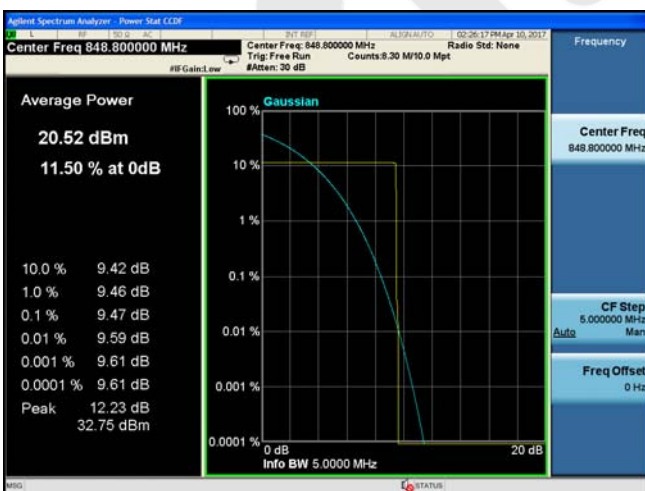 Agilent Spectrum Analyzer - Power Stat CCDF
L RF 50 Ω AC INT REF ALIGNAUTO 02:26:17 PM Apr 10, 2017
Center Freq 848.800000 MHz
Center Freq: 848.800000 MHz Radio Std: None
Trig: Free Run Counts:8.30 M/10.0 Mpt
#IFGain:Low #Atten: 30 dB
Frequency
Average Power
20.52 dBm
11.50 % at 0dB
10.0 % 9.42 dB
1.0 % 9.46 dB
0.1 % 9.47 dB
0.01 % 9.59 dB
0.001 % 9.61 dB
0.0001 % 9.61 dB
Peak 12.23 dB
32.75 dBm
Gaussian
100 %
10 %
1 %
0.1 %
0.01 %
0.001 %
0.0001 %
0 dB 20 dB
Info BW 5.0000 MHz
Center Freq
848.800000 MHz
CF Step
5.000000 MHz
Auto Man
Freq Offset
0 Hz
MSG STATUS